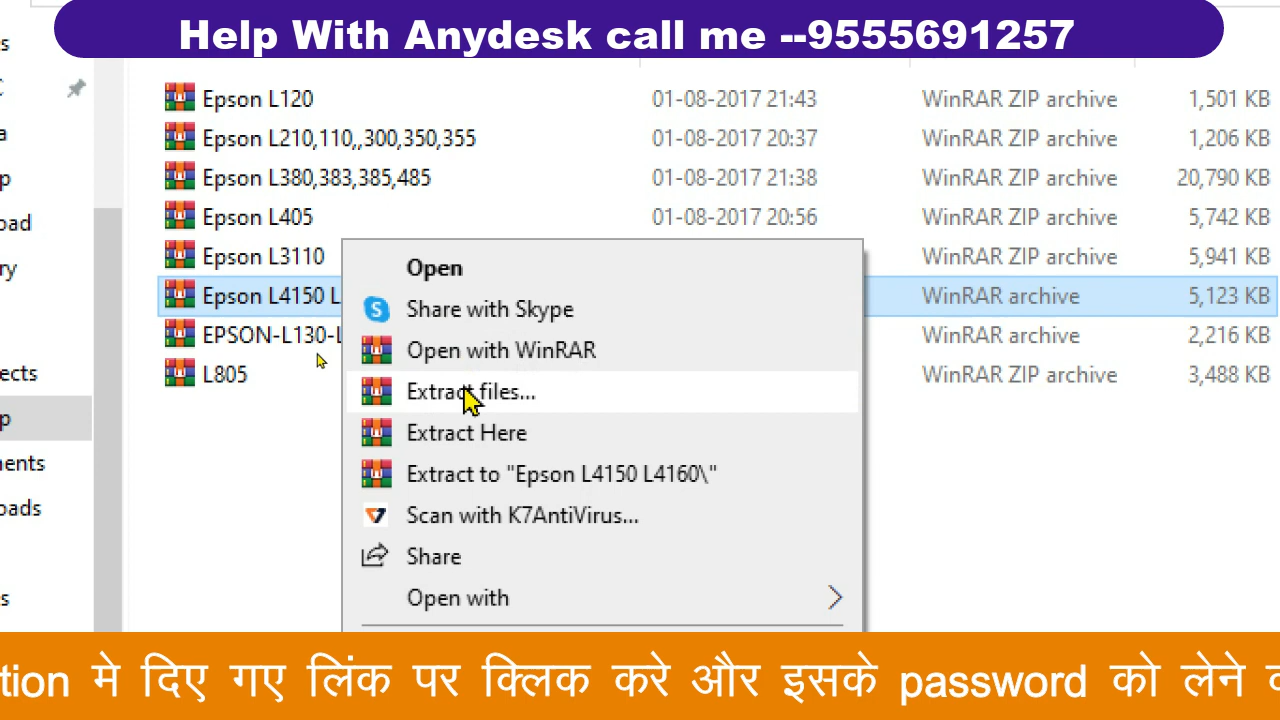 Help With Anydesk call me --9555691257
Epson L120 01-08-2017 21:43 WinRAR ZIP archive 1,501 KB
Epson L210,110,,300,350,355 01-08-2017 20:37 WinRAR ZIP archive 1,206 KB
Epson L380,383,385,485 01-08-2017 21:38 WinRAR ZIP archive 20,790 KB
Epson L405 01-08-2017 20:56 WinRAR ZIP archive 5,742 KB
Epson L3110 WinRAR ZIP archive 5,941 KB
Epson L4150 L WinRAR archive 5,123 KB
EPSON-L130-L WinRAR archive 2,216 KB
L805 WinRAR ZIP archive 3,488 KB
Open
Share with Skype
Open with WinRAR
Extract files...
Extract Here
Extract to "Epson L4150 L4160\"
Scan with K7AntiVirus...
Share
Open with
tion मे दिए गए लिंक पर क्लिक करे और इसके password को लेने